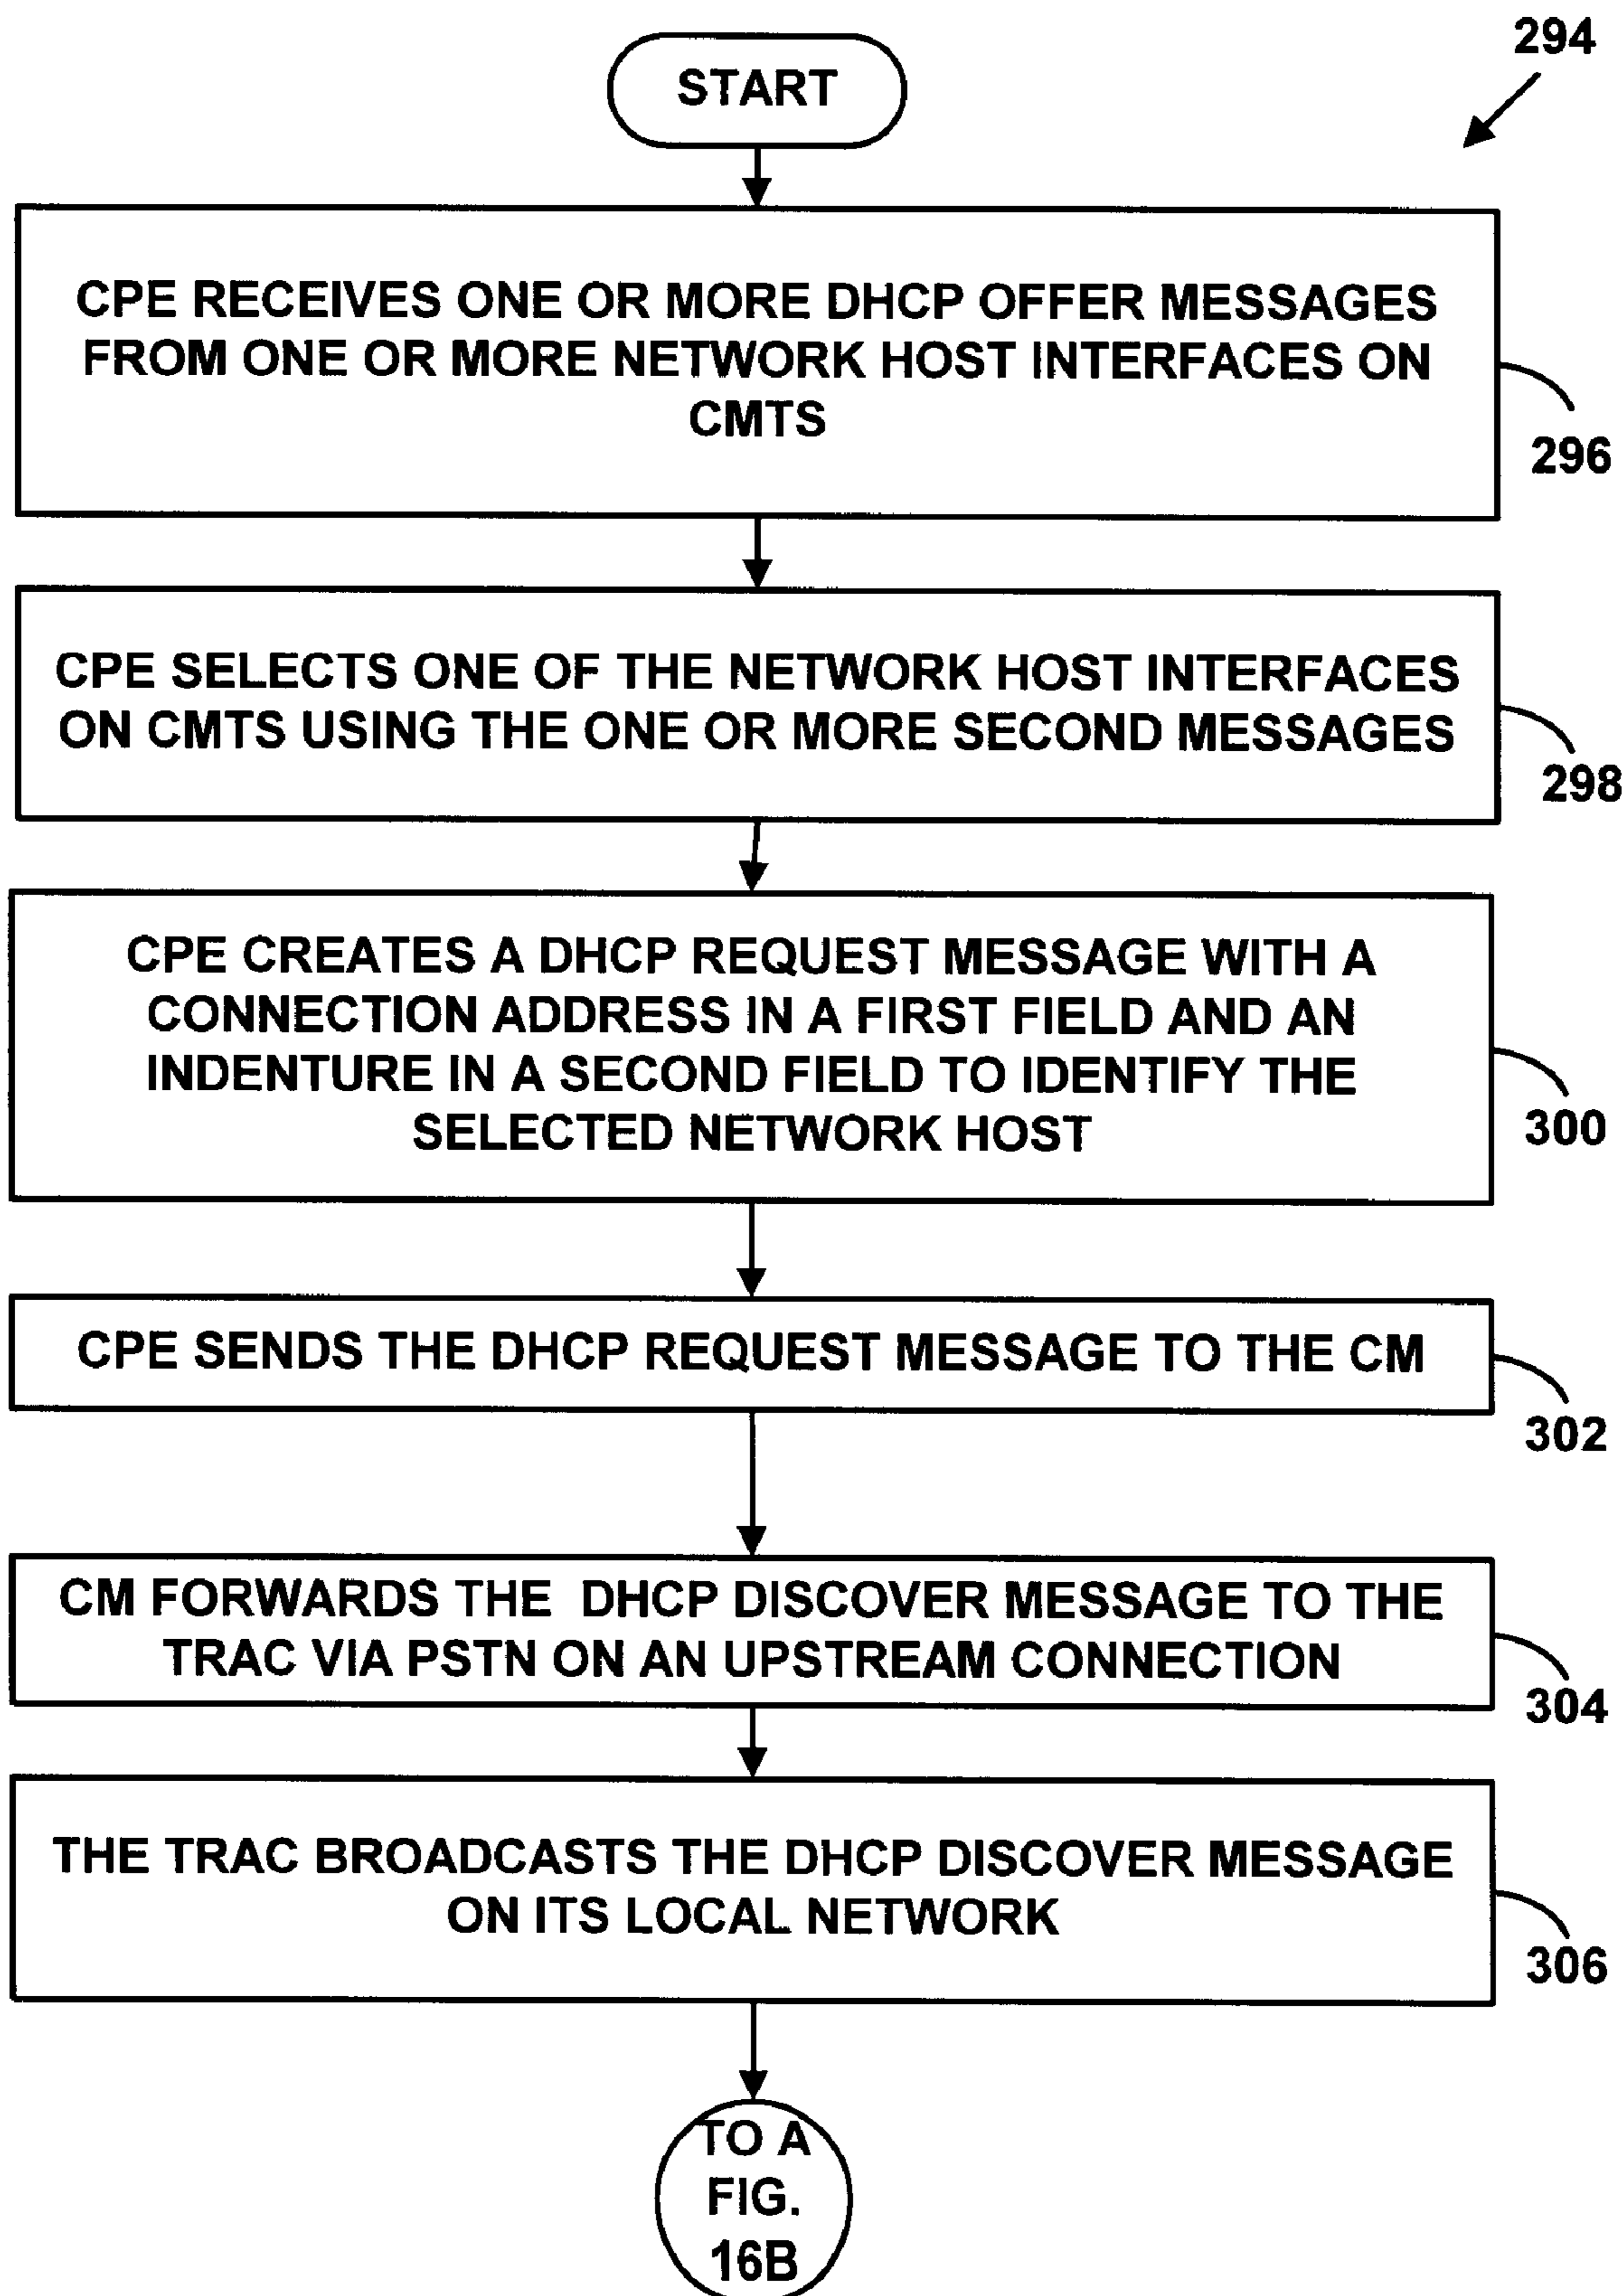 294
START
CPE RECEIVES ONE OR MORE DHCP OFFER MESSAGES
FROM ONE OR MORE NETWORK HOST INTERFACES ON
CMTS
296
CPE SELECTS ONE OF THE NETWORK HOST INTERFACES
ON CMTS USING THE ONE OR MORE SECOND MESSAGES
298
CPE CREATES A DHCP REQUEST MESSAGE WITH A
CONNECTION ADDRESS IN A FIRST FIELD AND AN
INDENTURE IN A SECOND FIELD TO IDENTIFY THE
SELECTED NETWORK HOST
300
CPE SENDS THE DHCP REQUEST MESSAGE TO THE CM
302
CM FORWARDS THE DHCP DISCOVER MESSAGE TO THE
TRAC VIA PSTN ON AN UPSTREAM CONNECTION
304
THE TRAC BROADCASTS THE DHCP DISCOVER MESSAGE
ON ITS LOCAL NETWORK
306
TO A
FIG.
16B